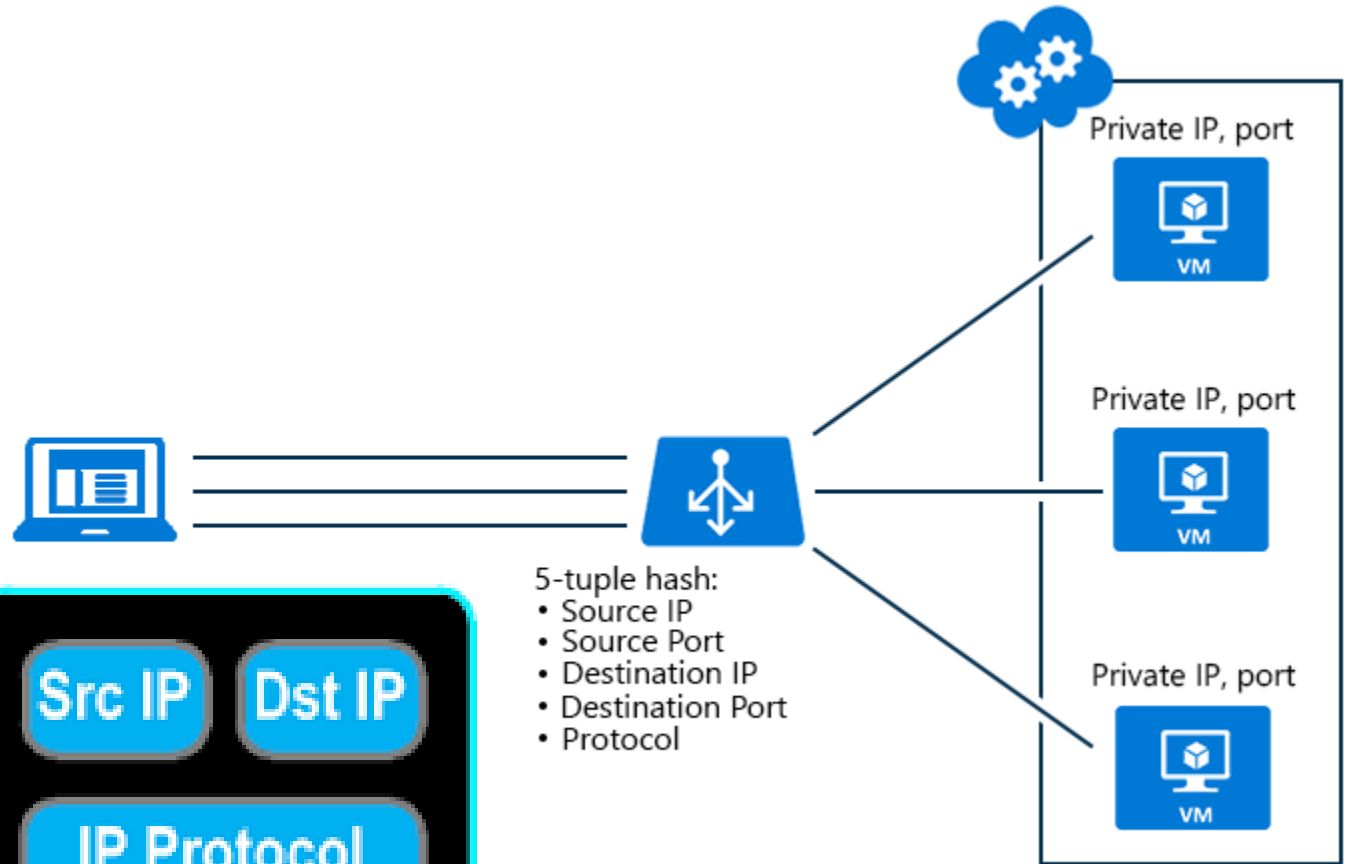 Private IP, port
VM
Private IP, port
VM
5-tuple hash:
• Source IP
• Source Port
• Destination IP
• Destination Port
• Protocol
Private IP, port
VM
Src IP
Dst IP
IP Protocol